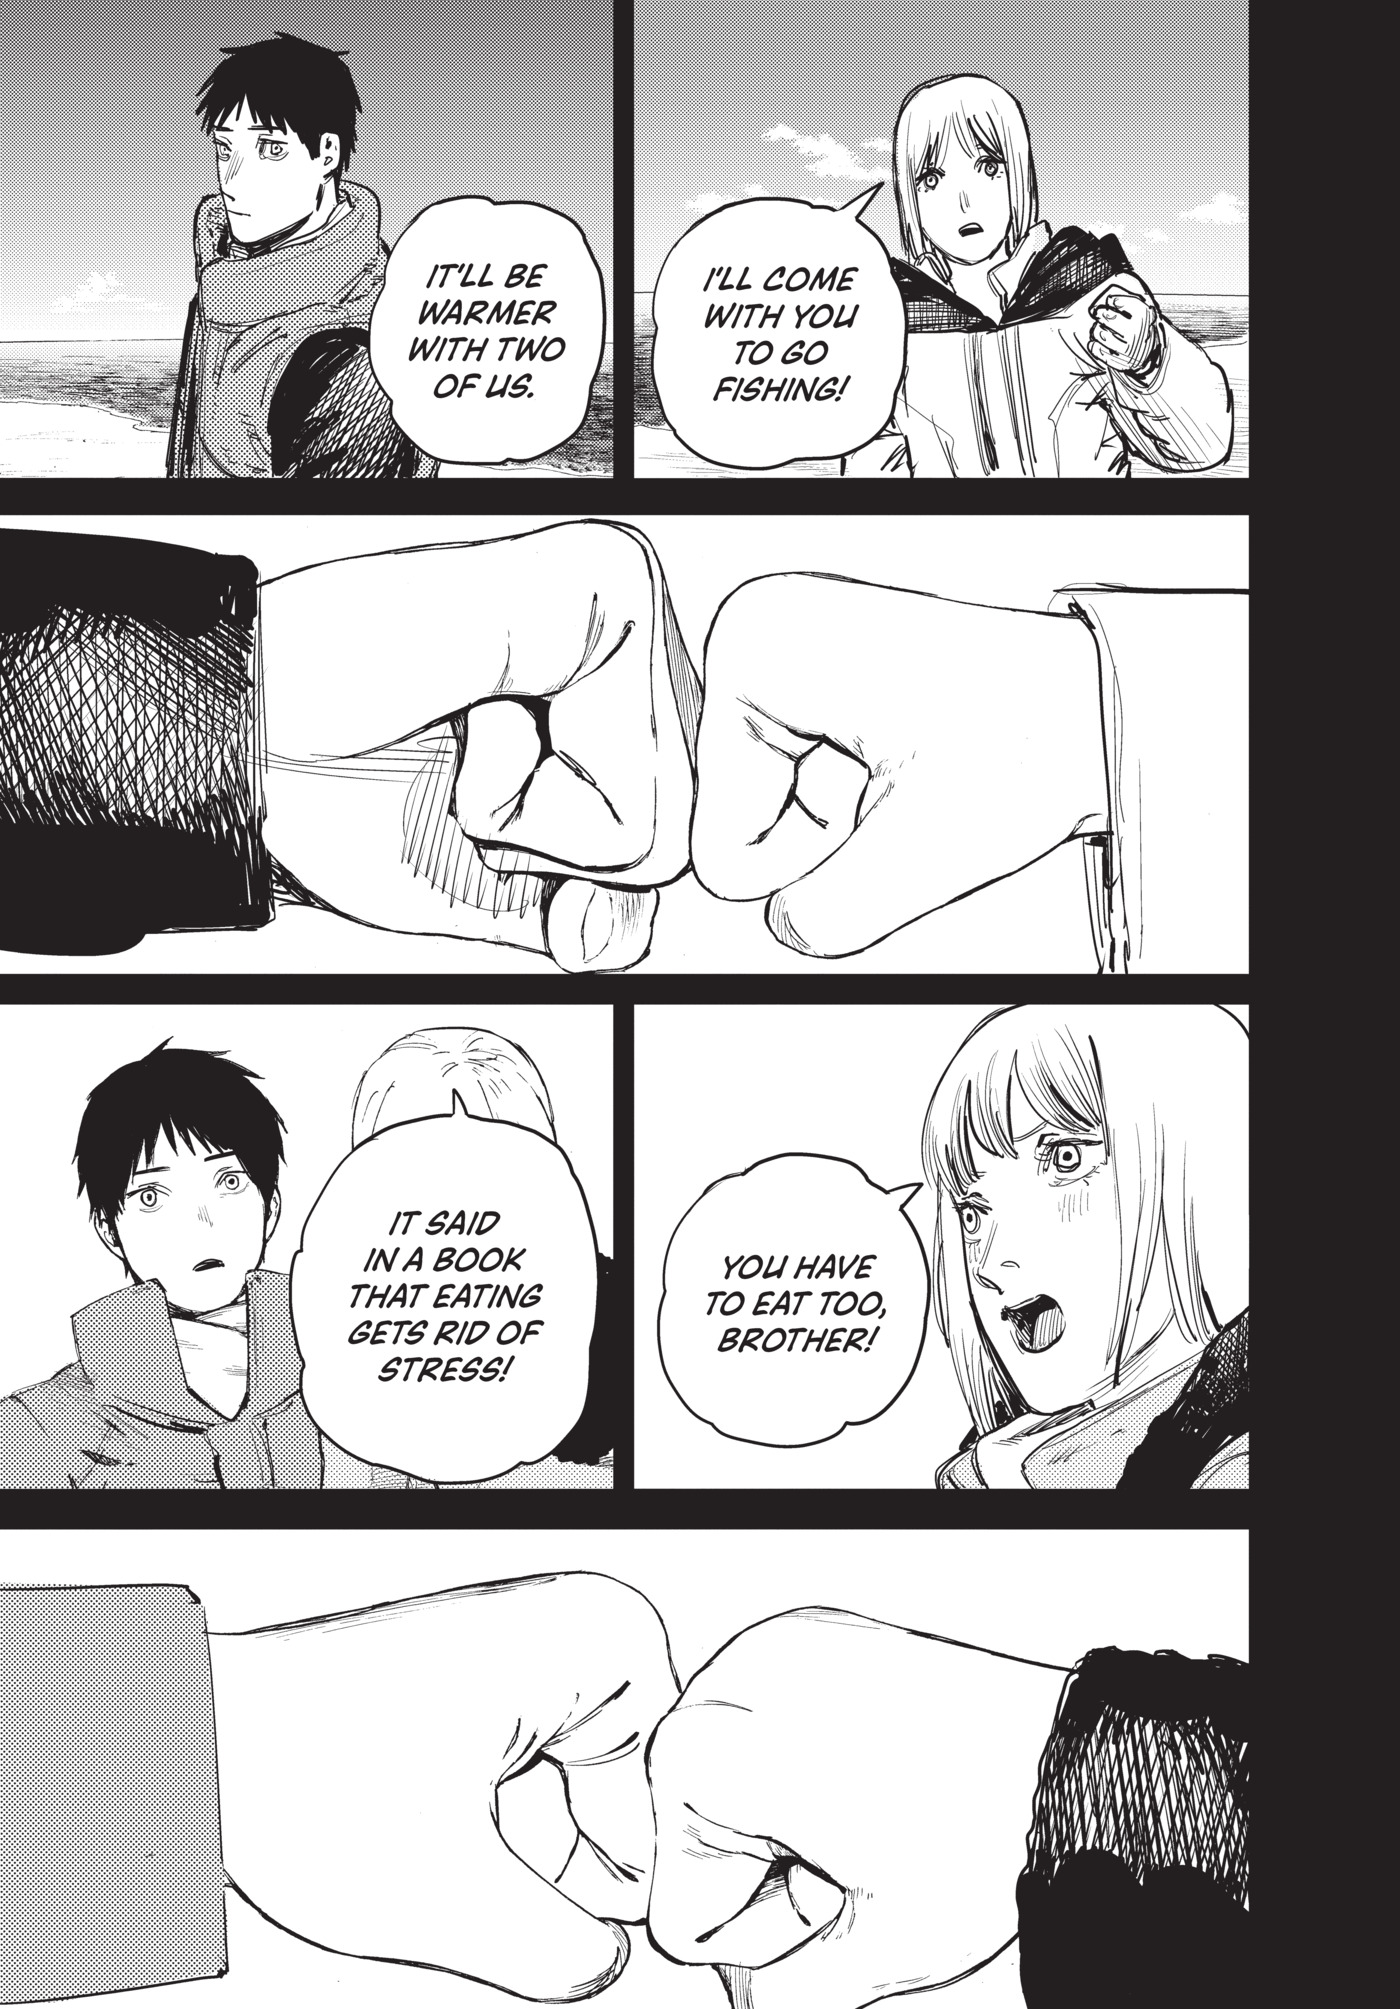 I'LL COME
WITH YOU
TO GO
FISHING!
IT'LL BE
WARMER
WITH TWO
OF US.
YOU HAVE
TO EAT TOO,
BROTHER!
IT SAID
IN A BOOK
THAT EATING
GETS RID OF
STRESS!